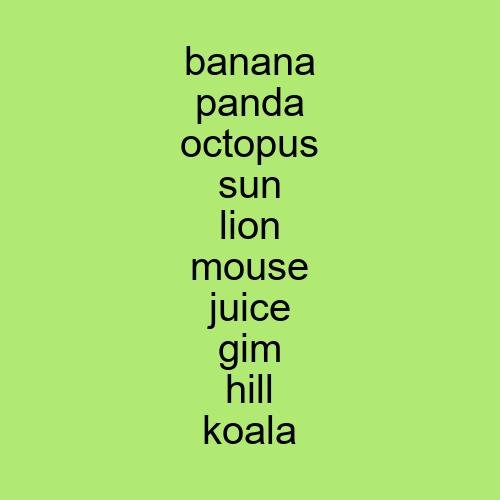 banana
panda
octopus
sun
lion
mouse
juice
gim
hill
koala